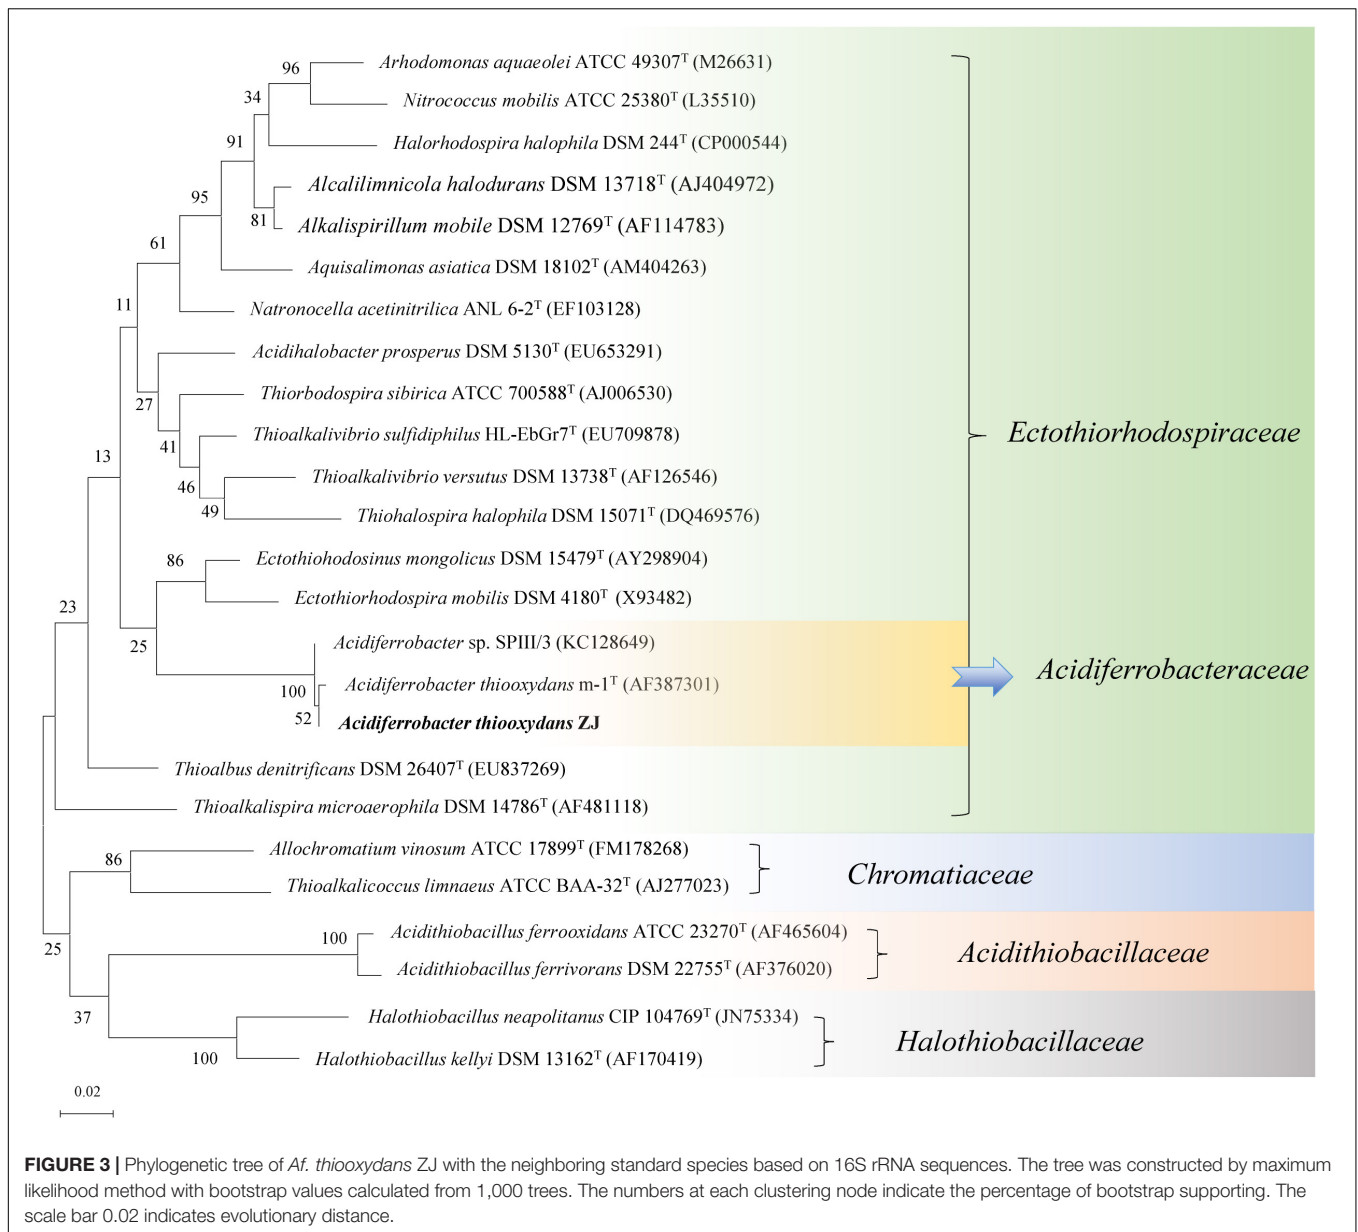 96
Arhodomonas aquaeolei ATCC 49307ᵀ (M26631)
34
Nitrococcus mobilis ATCC 25380ᵀ (L35510)
91
Halorhodospira halophila DSM 244ᵀ (CP000544)
Alcalilimnicola halodurans DSM 13718ᵀ (AJ404972)
95
81
Alkalispirillum mobile DSM 12769ᵀ (AF114783)
61
Aquisalimonas asiatica DSM 18102ᵀ (AM404263)
11
Natronocella acetinitrilica ANL 6-2ᵀ (EF103128)
Acidihalobacter prosperus DSM 5130ᵀ (EU653291)
27
Thiorbodospira sibirica ATCC 700588ᵀ (AJ006530)
41
Thioalkalivibrio sulfidiphilus HL-EbGr7ᵀ (EU709878)
Ectothiorhodospiraceae
13
46
Thioalkalivibrio versutus DSM 13738ᵀ (AF126546)
49
Thiohalospira halophila DSM 15071ᵀ (DQ469576)
86
Ectothiohodosinus mongolicus DSM 15479ᵀ (AY298904)
23
Ectothiorhodospira mobilis DSM 4180ᵀ (X93482)
25
Acidiferrobacter sp. SPIII/3 (KC128649)
100
Acidiferrobacter thiooxydans m-1ᵀ (AF387301)
Acidiferrobacteraceae
52
Acidiferrobacter thiooxydans ZJ
Thioalbus denitrificans DSM 26407ᵀ (EU837269)
Thioalkalispira microaerophila DSM 14786ᵀ (AF481118)
86
Allochromatium vinosum ATCC 17899ᵀ (FM178268)
Chromatiaceae
Thioalkalicoccus limnaeus ATCC BAA-32ᵀ (AJ277023)
25
100
Acidithiobacillus ferrooxidans ATCC 23270ᵀ (AF465604)
Acidithiobacillaceae
Acidithiobacillus ferrivorans DSM 22755ᵀ (AF376020)
37
Halothiobacillus neapolitanus CIP 104769ᵀ (JN75334)
Halothiobacillaceae
100
Halothiobacillus kellyi DSM 13162ᵀ (AF170419)
0.02
FIGURE 3 | Phylogenetic tree of Af. thiooxydans ZJ with the neighboring standard species based on 16S rRNA sequences. The tree was constructed by maximum
likelihood method with bootstrap values calculated from 1,000 trees. The numbers at each clustering node indicate the percentage of bootstrap supporting. The
scale bar 0.02 indicates evolutionary distance.